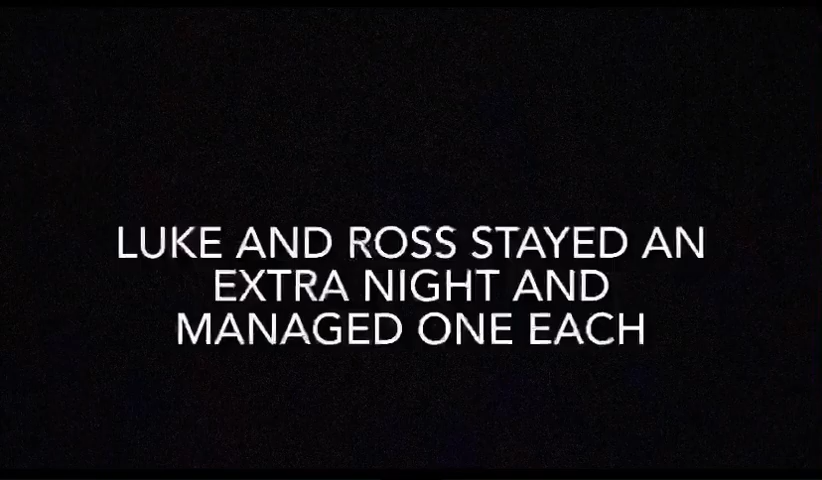 LUKE AND ROSS STAYED AN
EXTRA NIGHT AND
MANAGED ONE EACH